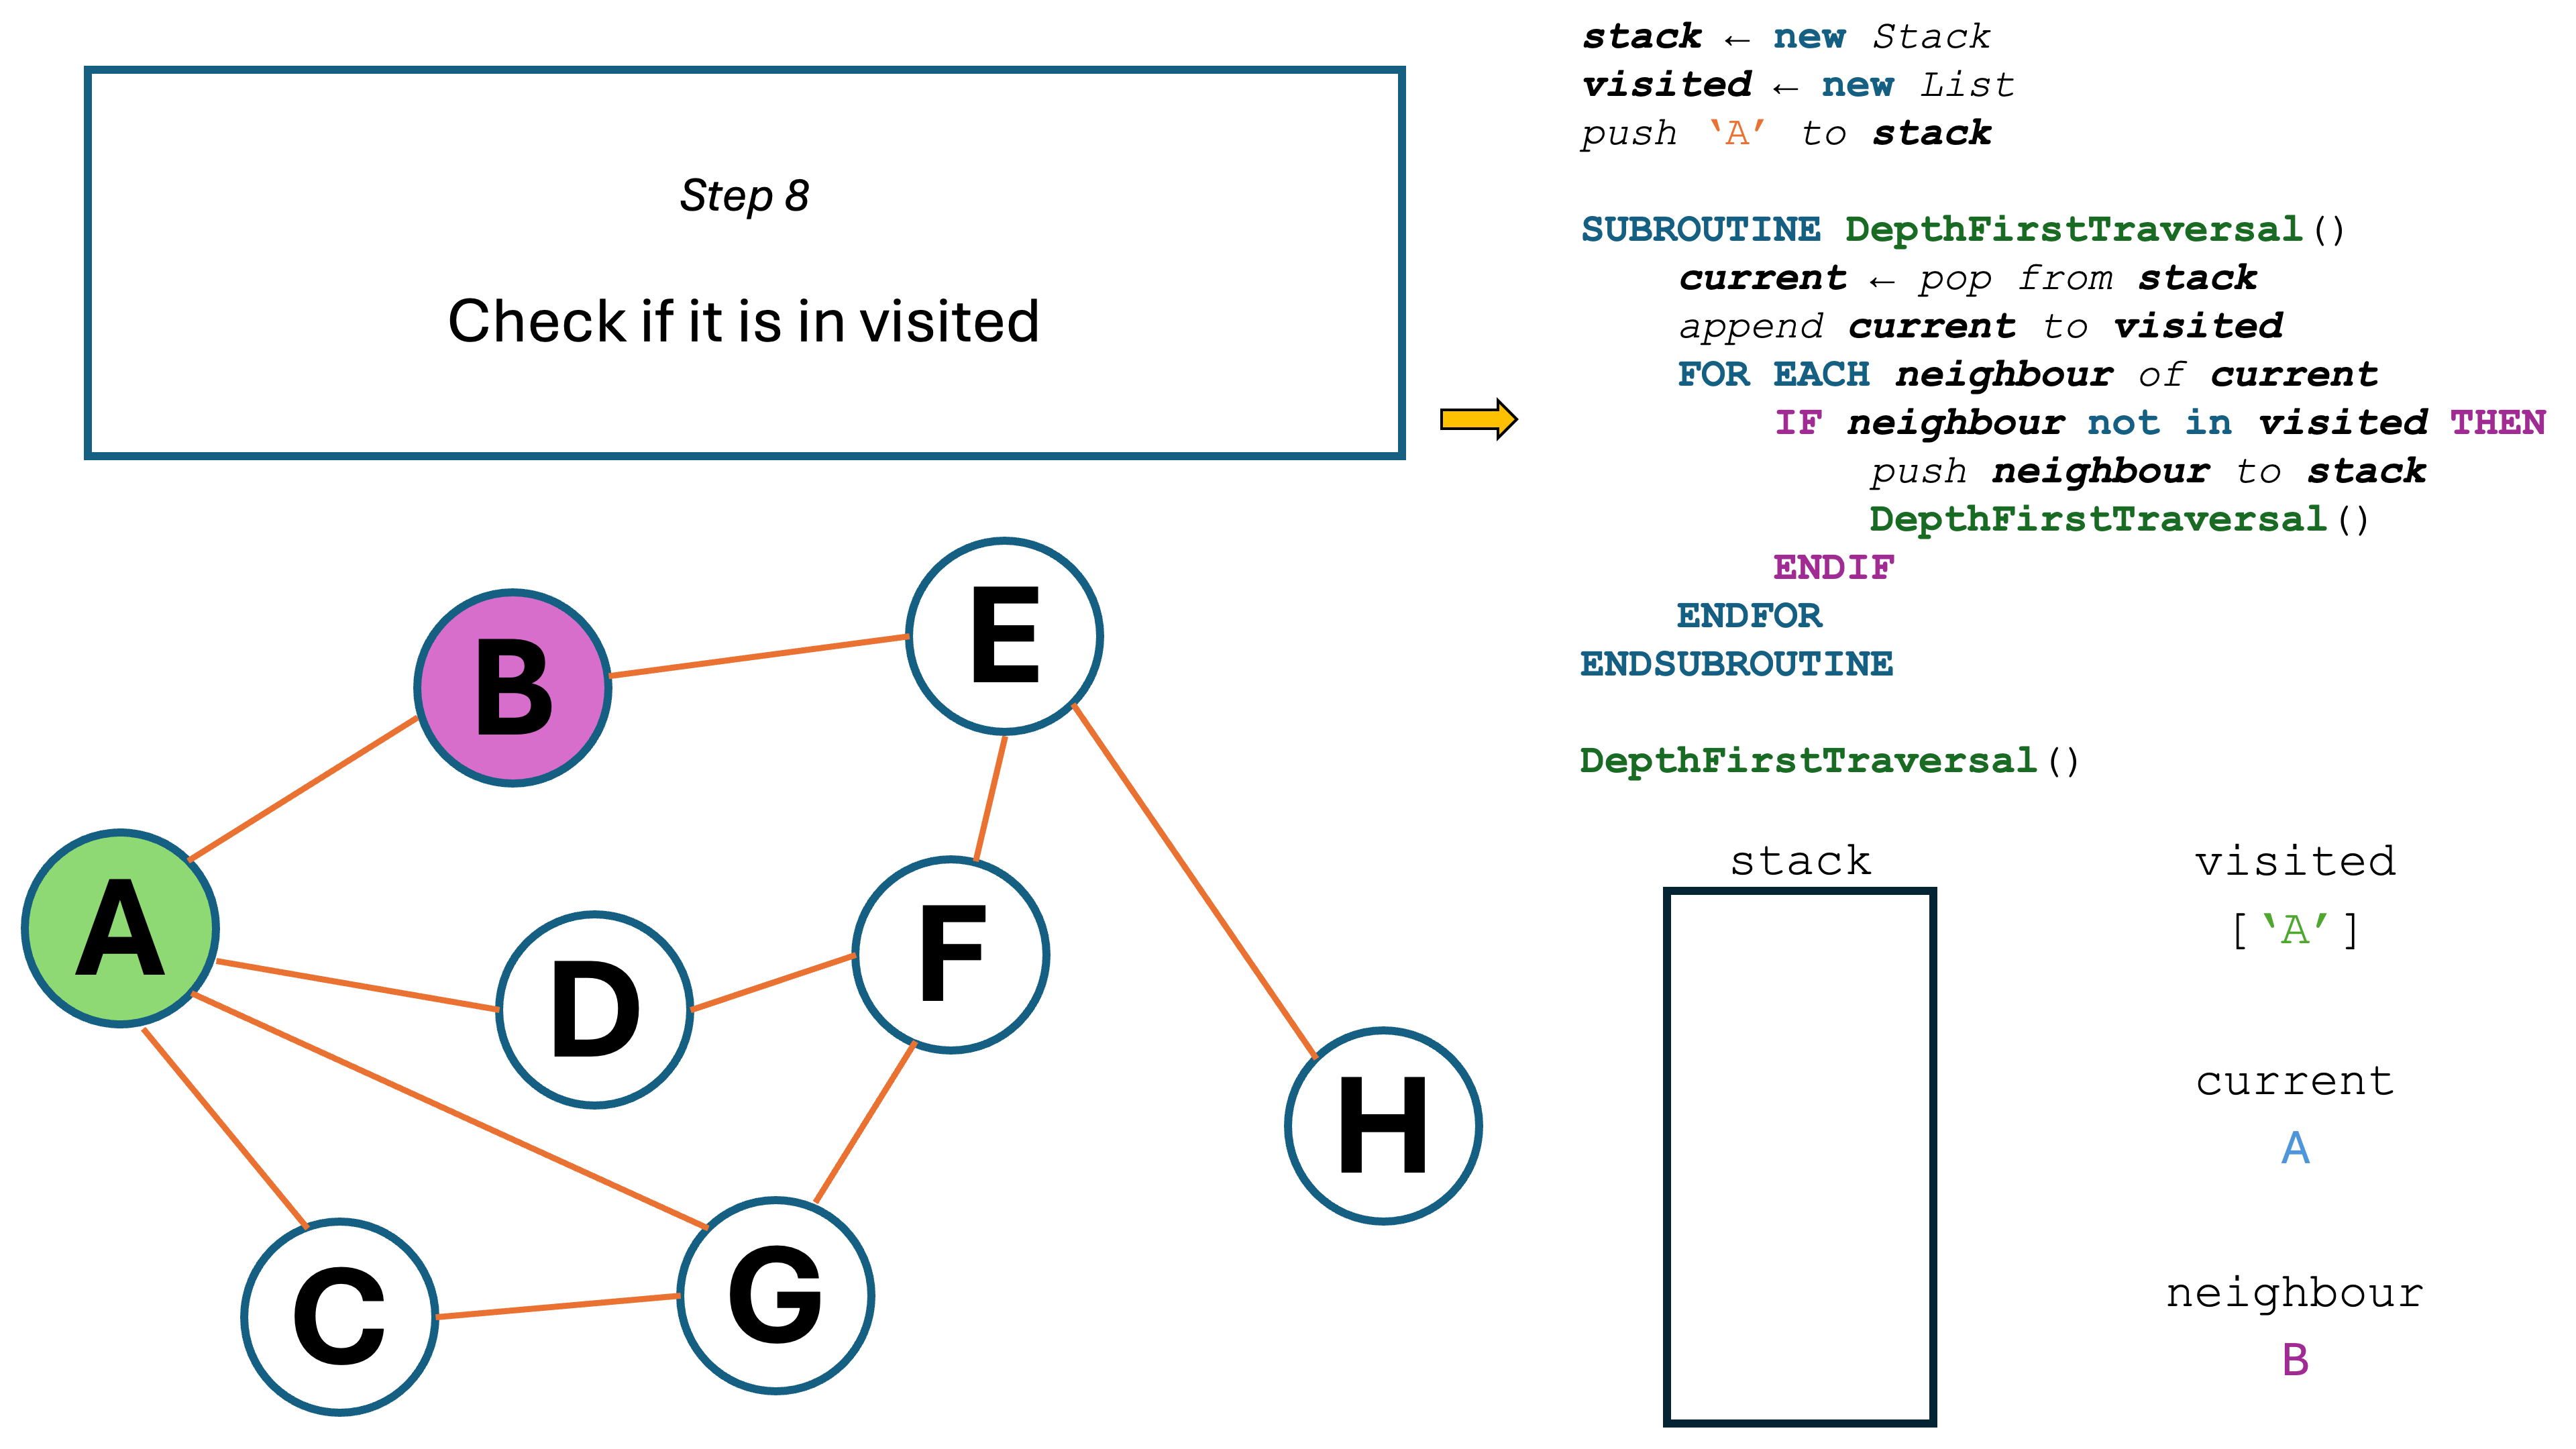 Step 8
Check if it is in visited
stack ← new Stack
visited ← new List
push ‘A’ to stack
SUBROUTINE DepthFirstTraversal()
current ← pop from stack
append current to visited
FOR EACH neighbour of current
IF neighbour not in visited THEN
push neighbour to stack
DepthFirstTraversal()
ENDIF
ENDFOR
ENDSUBROUTINE
DepthFirstTraversal()
A
B
C
D
E
F
G
H
stack
visited
[‘A’]
current
A
neighbour
B